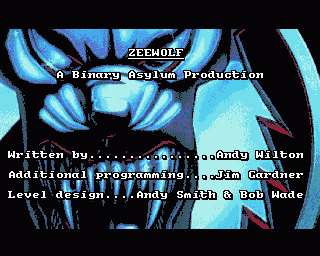 ZEEWOLF
A Binary Asylum Production
Written by................Andy Wilton
Additional programming....Jim Gardner
Level design....Andy Smith & Bob Wade